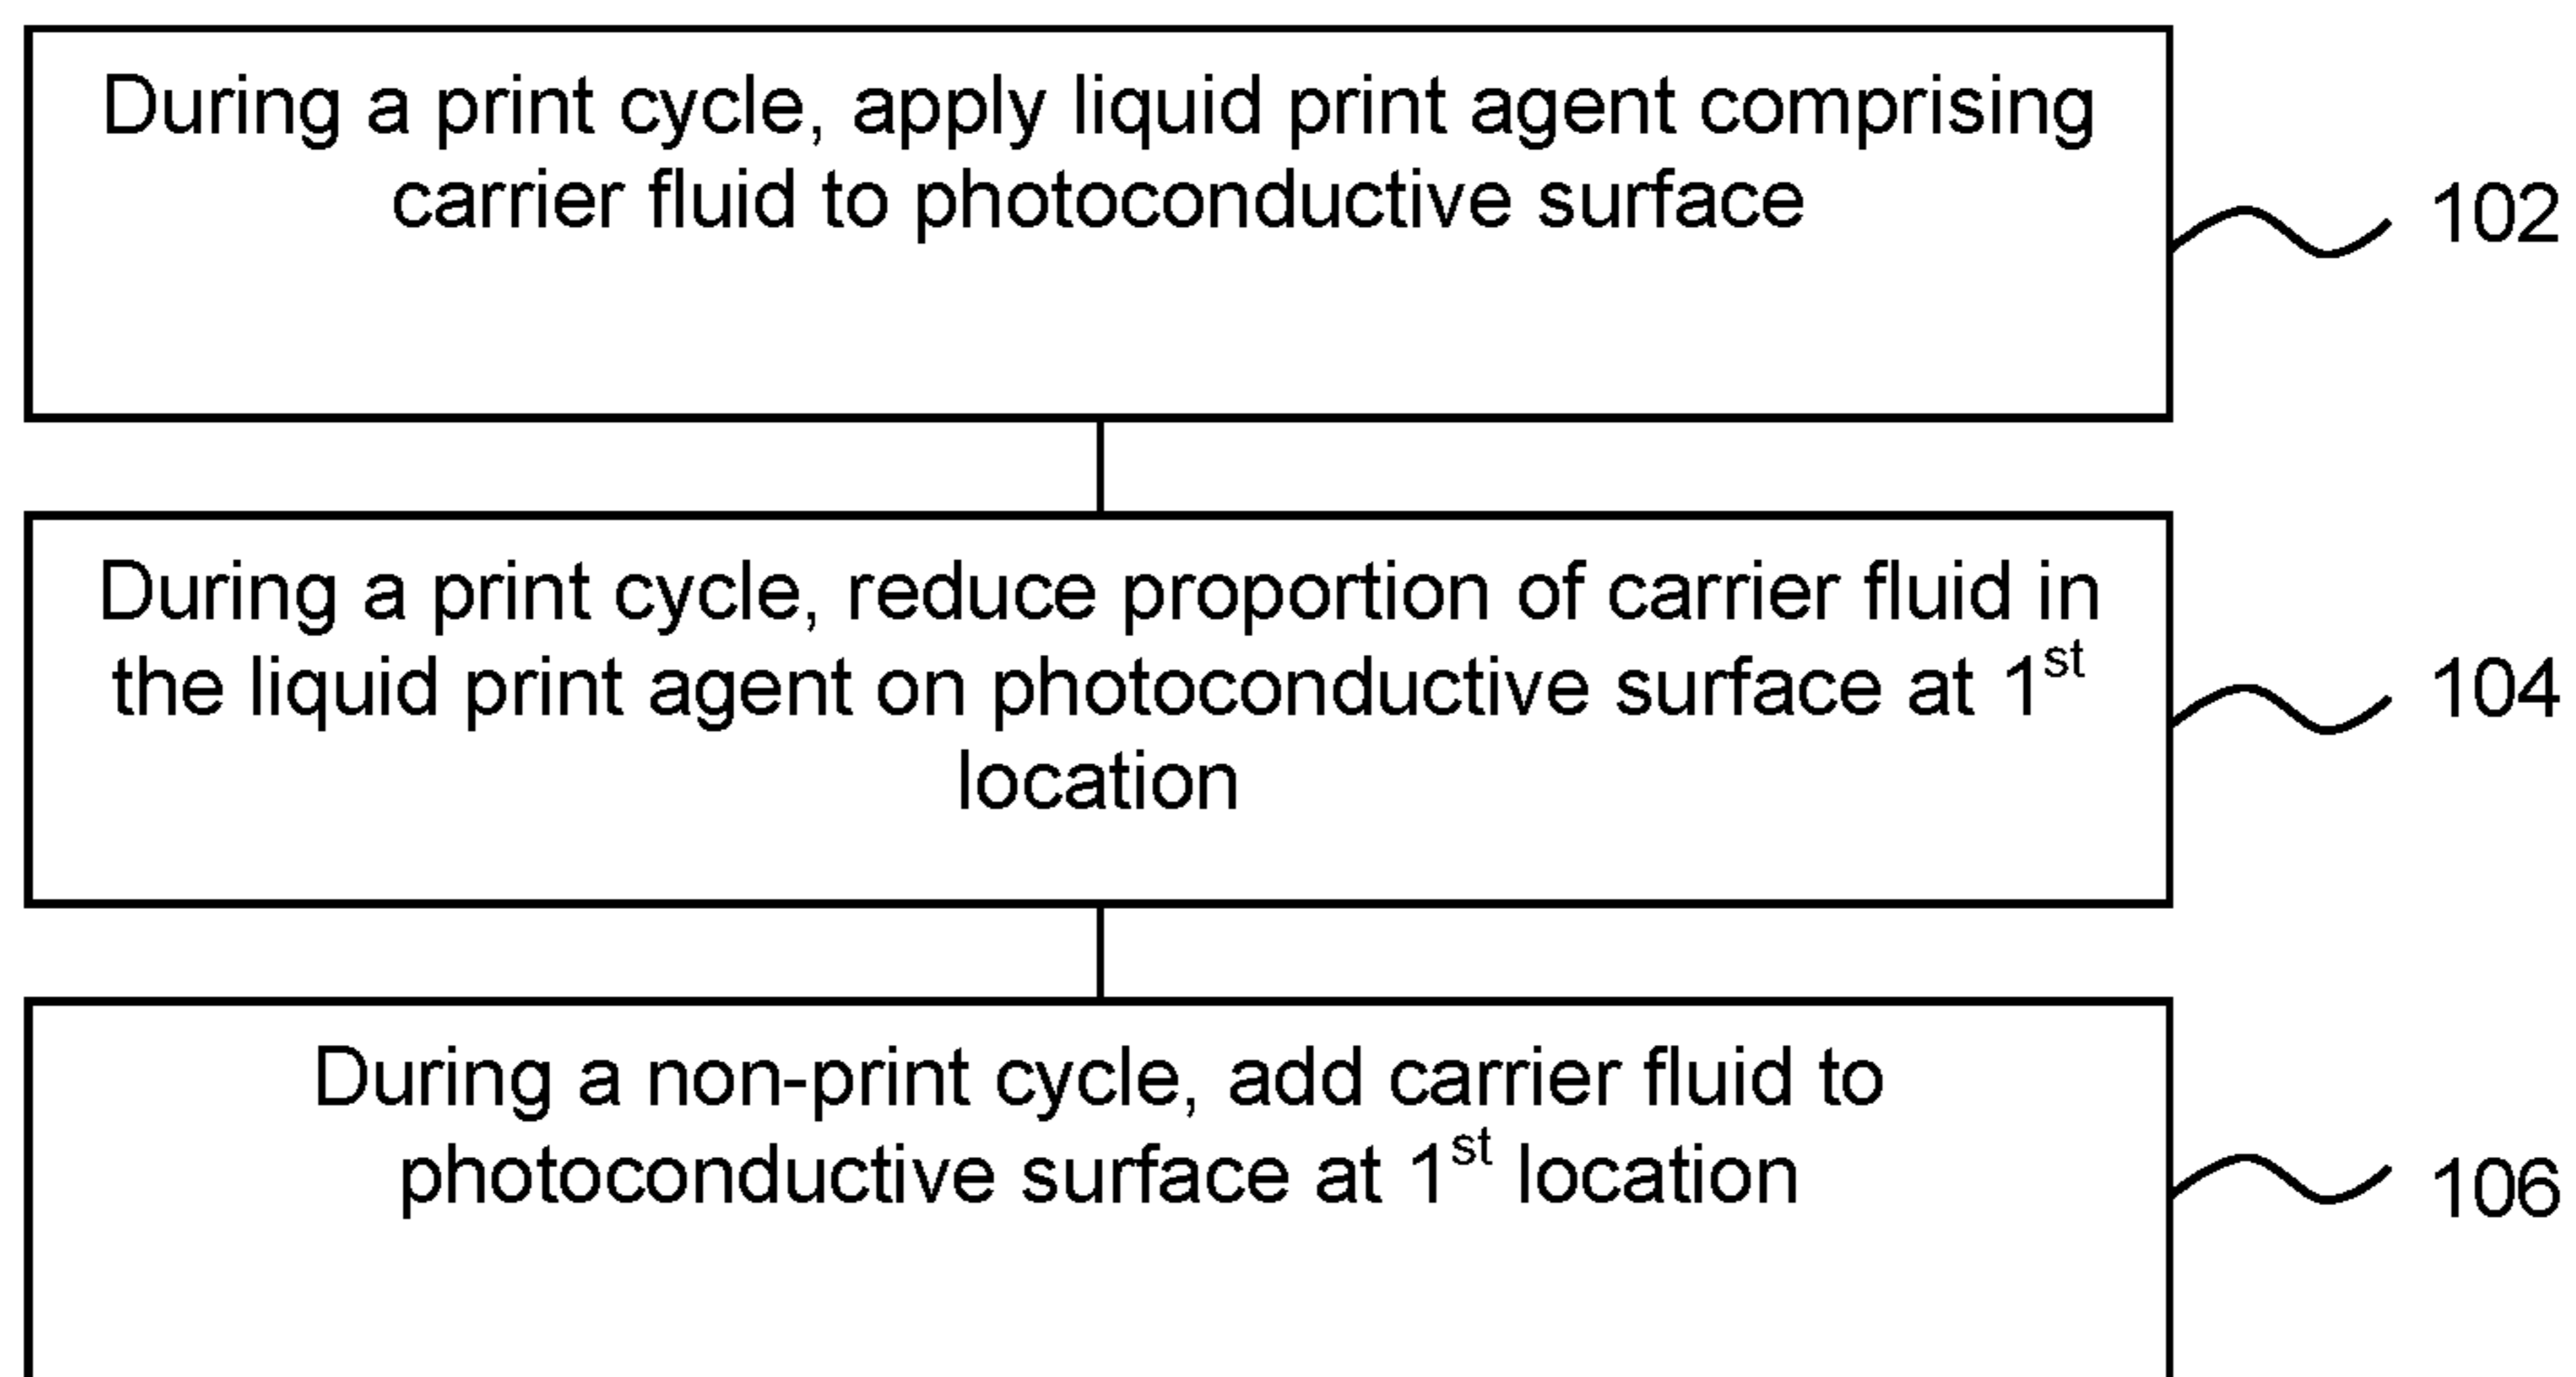 During a print cycle, apply liquid print agent comprising
carrier fluid to photoconductive surface
102
During a print cycle, reduce proportion of carrier fluid in
the liquid print agent on photoconductive surface at 1st
location
104
During a non-print cycle, add carrier fluid to
photoconductive surface at 1st location
106